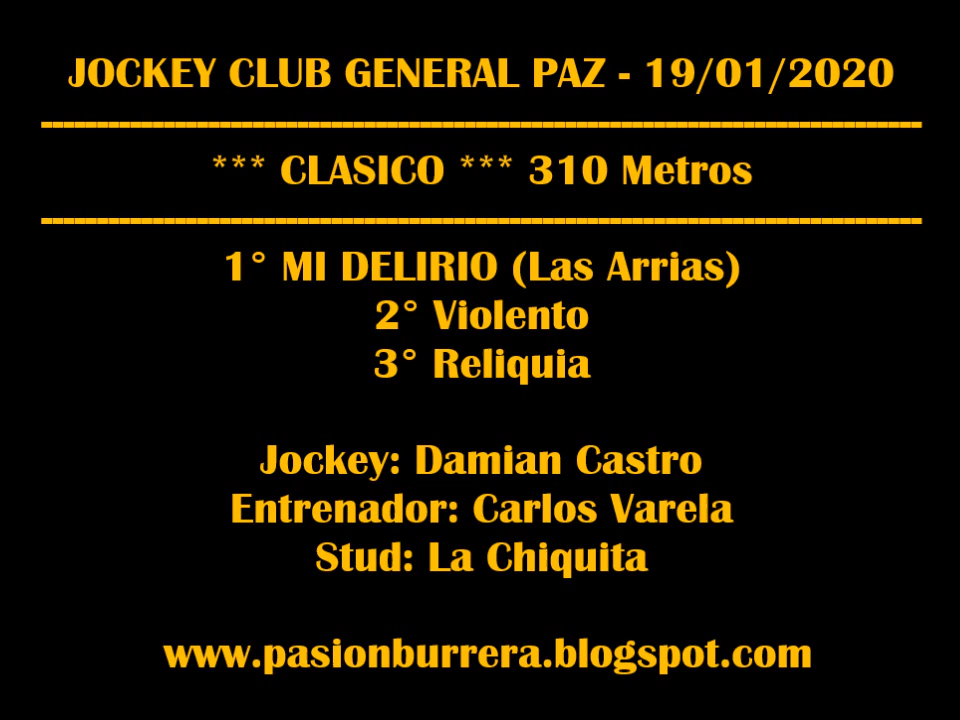 JOCKEY CLUB GENERAL PAZ - 19/01/2020
--------------------------------------------------------------------------------
*** CLASICO *** 310 Metros
--------------------------------------------------------------------------------
1° MI DELIRIO (Las Arrias)
2° Violento
3° Reliquia
Jockey: Damian Castro
Entrenador: Carlos Varela
Stud: La Chiquita
www.pasionburrera.blogspot.com